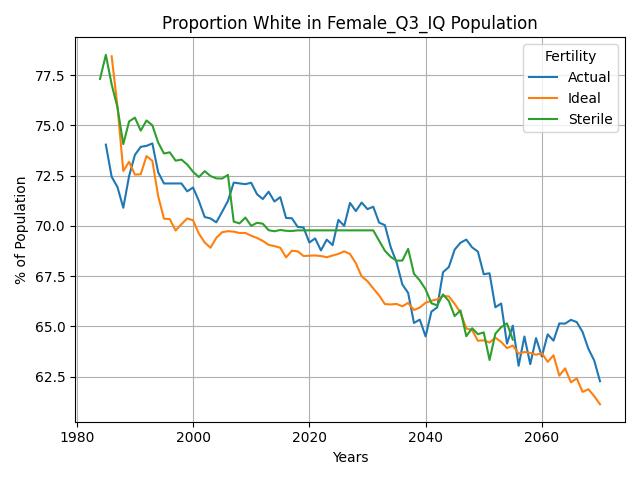 Proportion White in Female_Q3_IQ Population
Fertility
Actual
Ideal
Sterile
% of Population
77.5
75.0
72.5
70.0
67.5
65.0
62.5
1980
2000
2020
2040
2060
Years